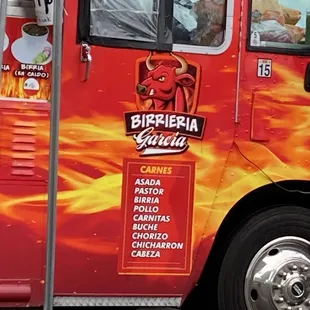 BIRRIA
(EN CALDO)
15
BIRRIERIA
Garcia
CARNES
ASADA
PASTOR
BIRRIA
POLLO
CARNITAS
BUCHE
CHORIZO
CHICHARRON
CABEZA